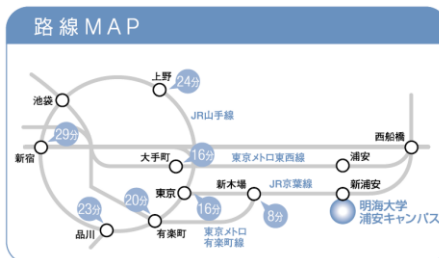 路線MAP
上野
24分
池袋
JR山手線
29分
新宿
西船橋
16分
大手町
東京メトロ東西線
浦安
東京
新木場
JR京葉線
新浦安
20分
16分
8分
明海大学
浦安キャンパス
23分
品川
有楽町
東京メトロ
有楽町線